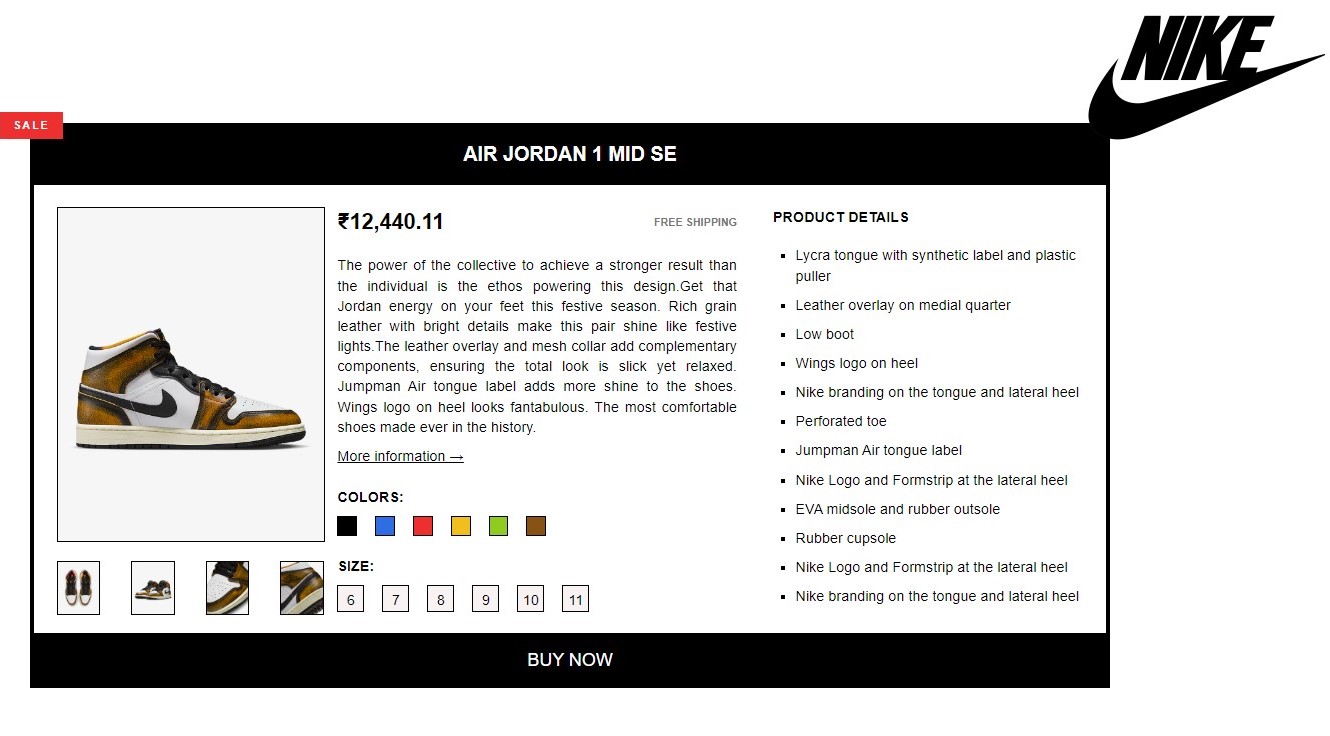 NIKE
SALE
AIR JORDAN 1 MID SE
₹12,440.11
FREE SHIPPING
The power of the collective to achieve a stronger result than
the individual is the ethos powering this design.Get that
Jordan energy on your feet this festive season. Rich grain
leather with bright details make this pair shine like festive
lights.The leather overlay and mesh collar add complementary
components, ensuring the total look is slick yet relaxed.
Jumpman Air tongue label adds more shine to the shoes.
Wings logo on heel looks fantabulous. The most comfortable
shoes made ever in the history.
More information →
COLORS:
SIZE:
6 7 8 9 10 11
PRODUCT DETAILS
Lycra tongue with synthetic label and plastic
puller
Leather overlay on medial quarter
Low boot
Wings logo on heel
Nike branding on the tongue and lateral heel
Perforated toe
Jumpman Air tongue label
Nike Logo and Formstrip at the lateral heel
EVA midsole and rubber outsole
Rubber cupsole
Nike Logo and Formstrip at the lateral heel
Nike branding on the tongue and lateral heel
BUY NOW